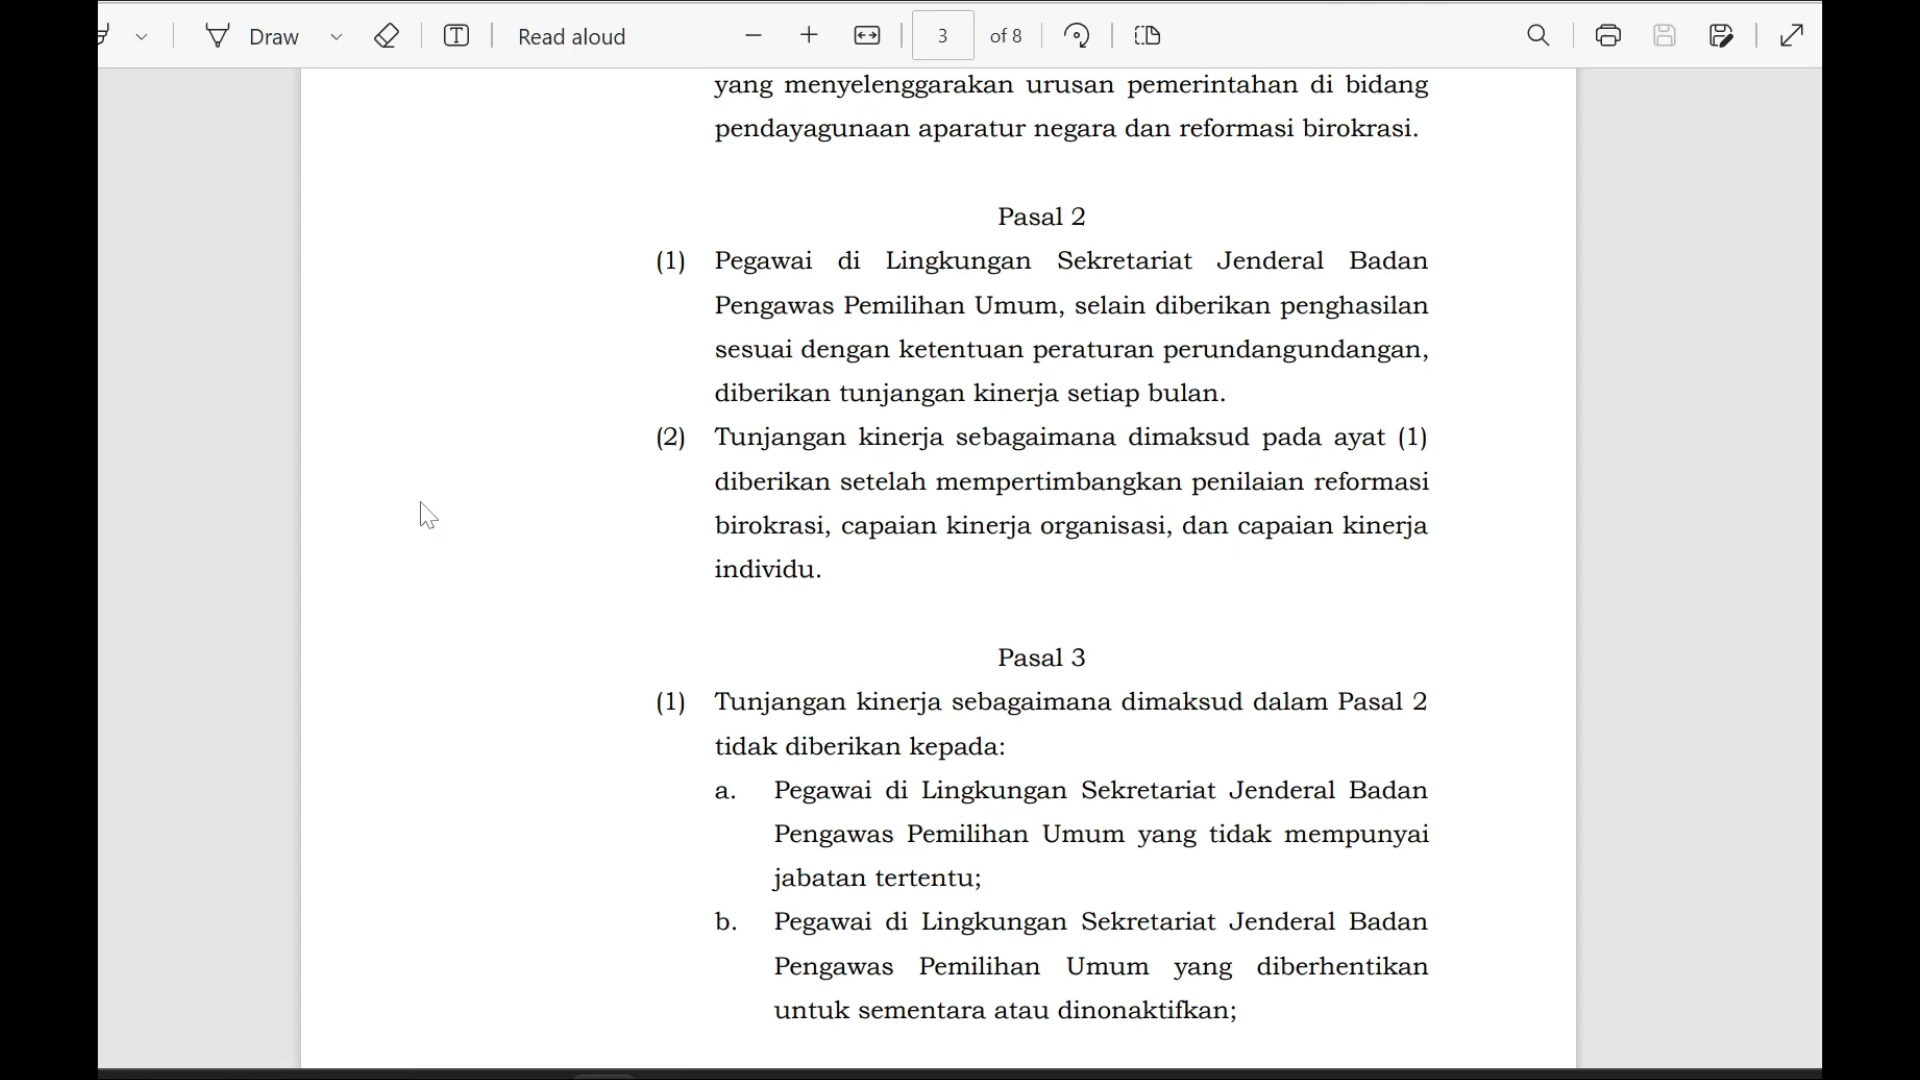 Draw
Read aloud
3 of 8
yang menyelenggarakan urusan pemerintahan di bidang
pendayagunaan aparatur negara dan reformasi birokrasi.
Pasal 2
(1) Pegawai di Lingkungan Sekretariat Jenderal Badan
Pengawas Pemilihan Umum, selain diberikan penghasilan
sesuai dengan ketentuan peraturan perundangundangan,
diberikan tunjangan kinerja setiap bulan.
(2) Tunjangan kinerja sebagaimana dimaksud pada ayat (1)
diberikan setelah mempertimbangkan penilaian reformasi
birokrasi, capaian kinerja organisasi, dan capaian kinerja
individu.
Pasal 3
(1) Tunjangan kinerja sebagaimana dimaksud dalam Pasal 2
tidak diberikan kepada:
a. Pegawai di Lingkungan Sekretariat Jenderal Badan
Pengawas Pemilihan Umum yang tidak mempunyai
jabatan tertentu;
b. Pegawai di Lingkungan Sekretariat Jenderal Badan
Pengawas Pemilihan Umum yang diberhentikan
untuk sementara atau dinonaktifkan;